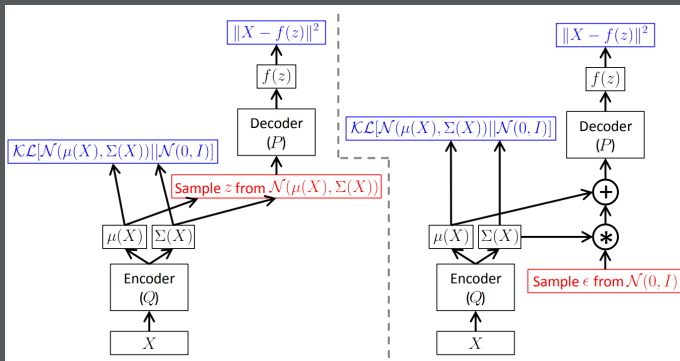 ‖X − f(z)‖²
f(z)
Decoder
(P)
𝒦ℒ[𝒩(μ(X), Σ(X))||𝒩(0, I)]
Sample z from 𝒩(μ(X), Σ(X))
μ(X) Σ(X)
Encoder
(Q)
X
‖X − f(z)‖²
f(z)
Decoder
(P)
𝒦ℒ[𝒩(μ(X), Σ(X))||𝒩(0, I)]
+
μ(X) Σ(X) *
Encoder
(Q)
Sample ϵ from 𝒩(0, I)
X